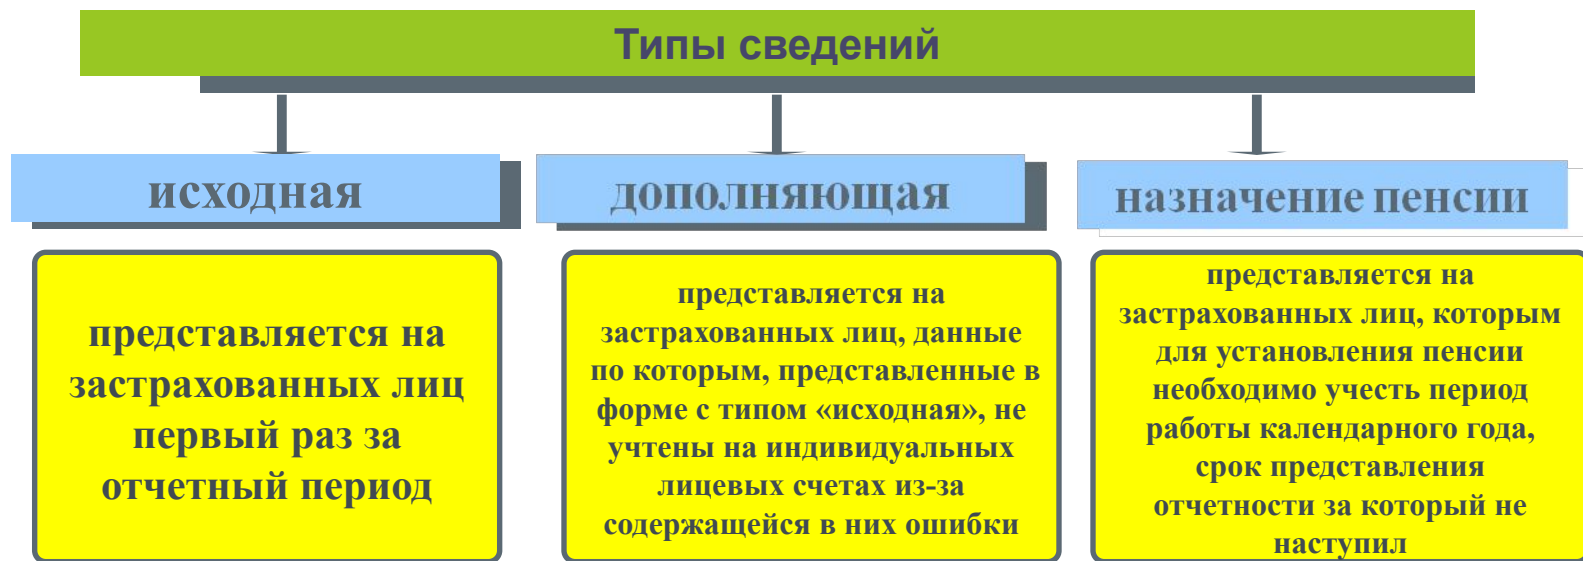 Типы сведений
исходная
дополняющая
назначение пенсии
представляется на
застрахованных лиц
первый раз за
отчетный период
представляется на
застрахованных лиц, данные
по которым, представленные в
форме с типом «исходная», не
учтены на индивидуальных
лицевых счетах из-за
содержащейся в них ошибки
представляется на
застрахованных лиц, которым
для установления пенсии
необходимо учесть период
работы календарного года,
срок представления
отчетности за который не
наступил